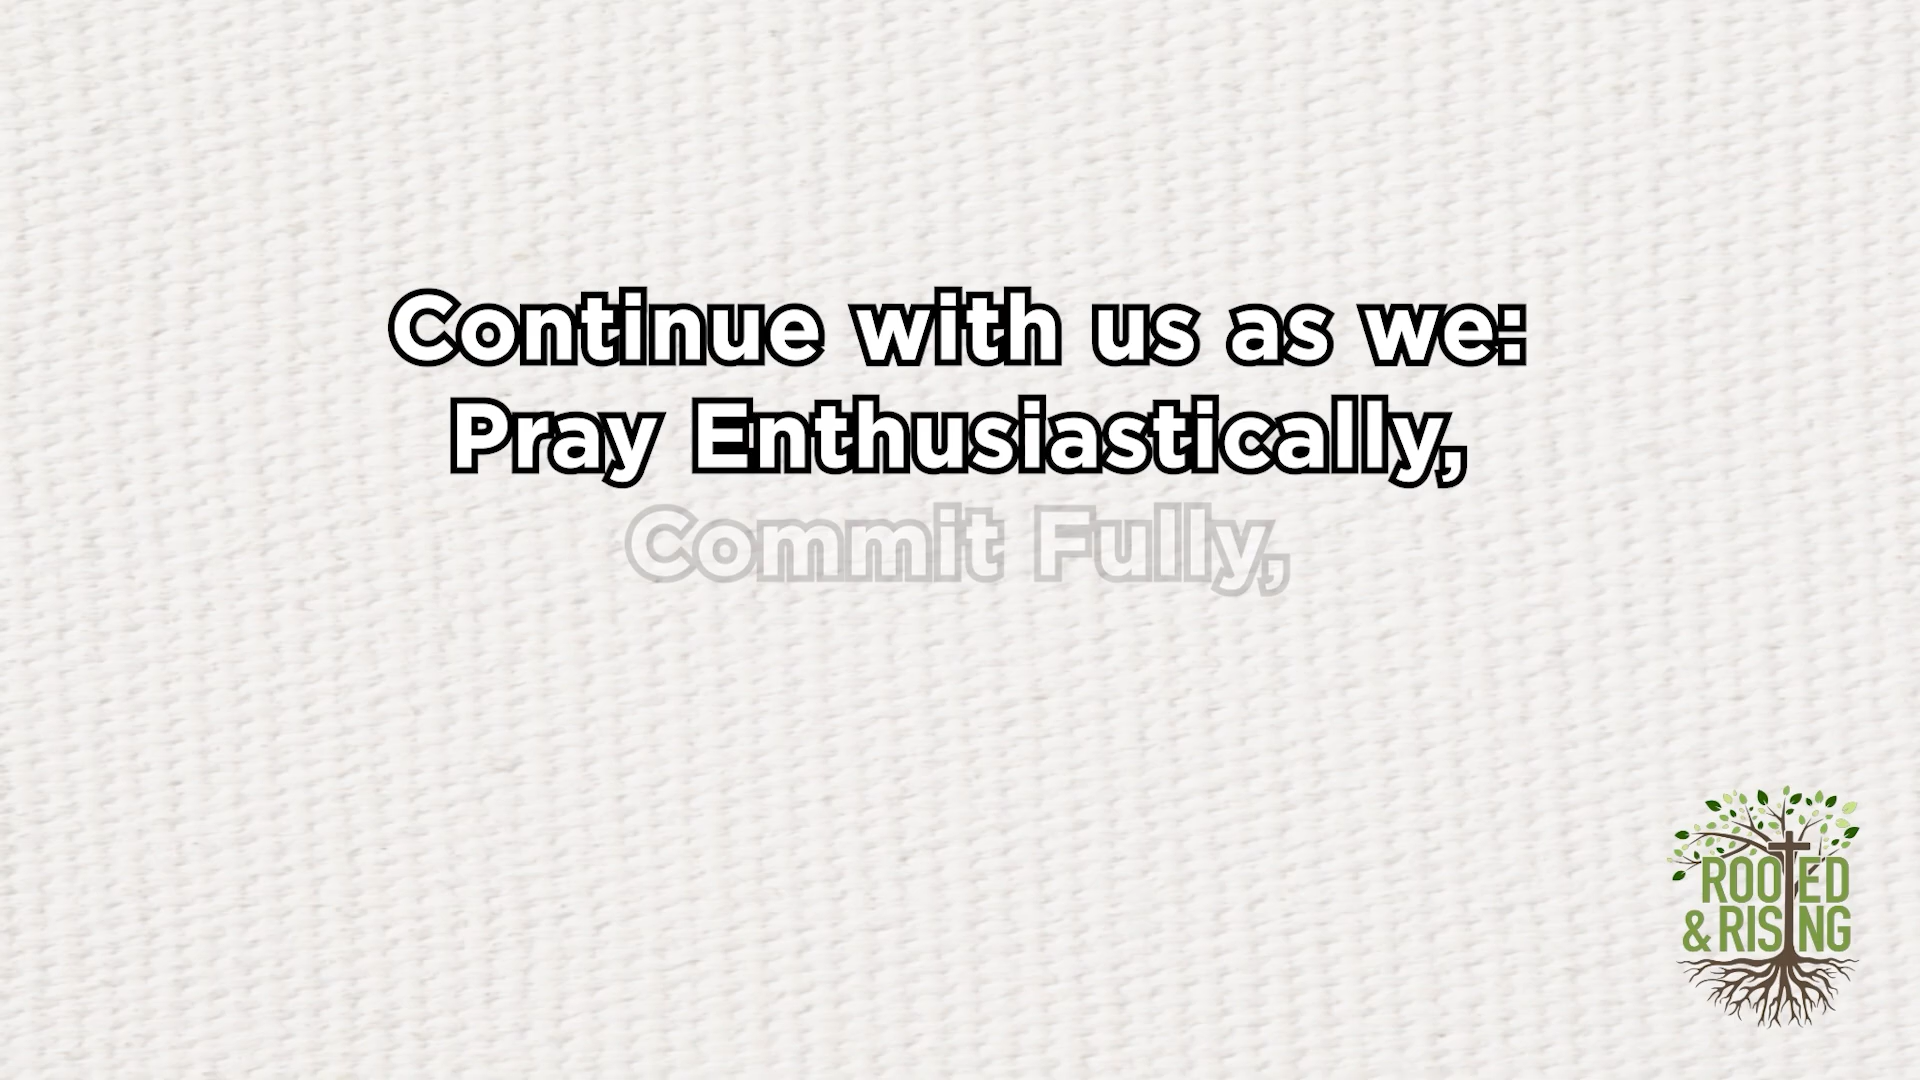 Continue with us as we:
Pray Enthusiastically,
Commit Fully,
ROOTED
& RISING